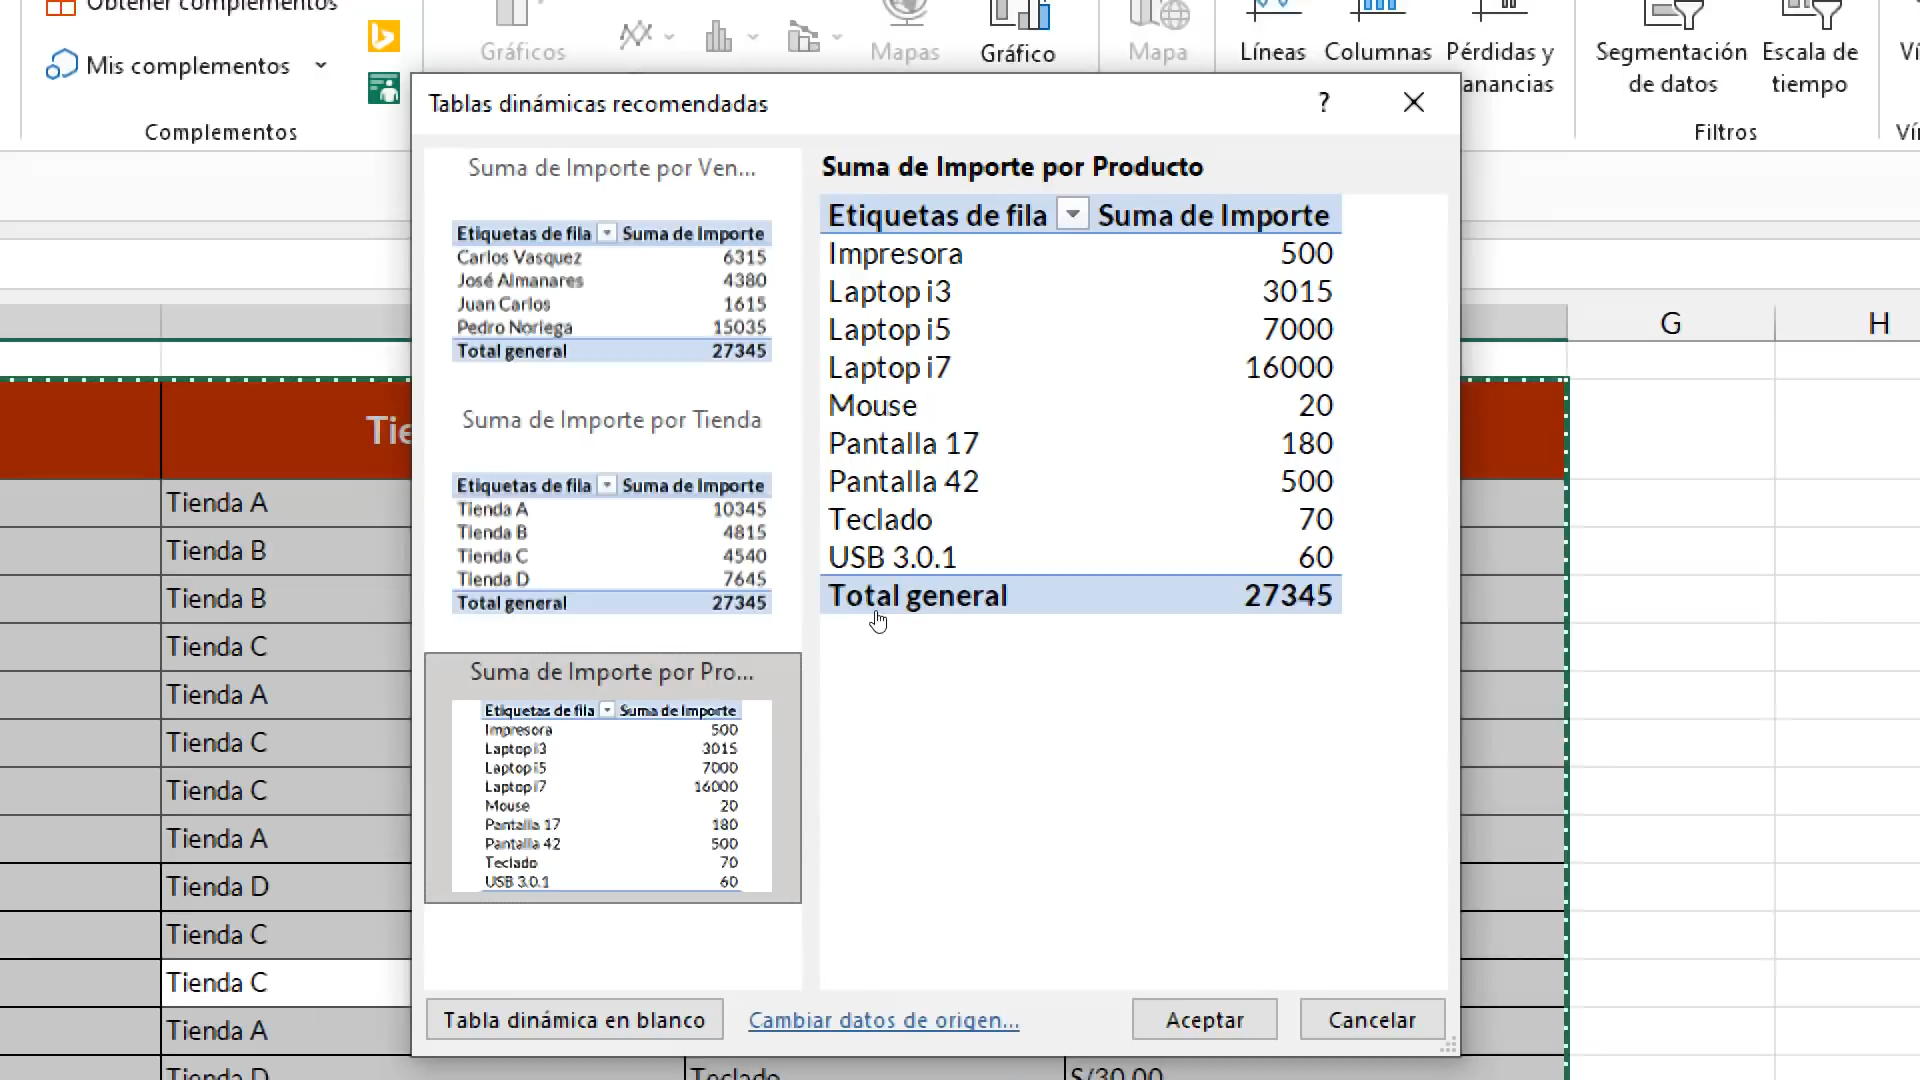 Obtener complementos
Mis complementos
Complementos
Gráficos
Mapas
Gráfico
Mapa
Líneas
Columnas
Pérdidas y
anancias
Segmentación
de datos
Escala de
tiempo
Filtros
Tablas dinámicas recomendadas
?
Suma de Importe por Ven...
Etiquetas de fila Suma de Importe
Carlos Vasquez 6315
José Almanares 4380
Juan Carlos 1615
Pedro Noriega 15035
Total general 27345
Suma de Importe por Tienda
Etiquetas de fila Suma de Importe
Tienda A 10345
Tienda B 4815
Tienda C 4540
Tienda D 7645
Total general 27345
Suma de Importe por Pro...
Etiquetas de fila Suma de Importe
Impresora 500
Laptop i3 3015
Laptop i5 7000
Laptop i7 16000
Mouse 20
Pantalla 17 180
Pantalla 42 500
Teclado 70
USB 3.0.1 60
Suma de Importe por Producto
Etiquetas de fila Suma de Importe
Impresora 500
Laptop i3 3015
Laptop i5 7000
Laptop i7 16000
Mouse 20
Pantalla 17 180
Pantalla 42 500
Teclado 70
USB 3.0.1 60
Total general 27345
Tabla dinámica en blanco
Cambiar datos de origen...
Aceptar
Cancelar
G H
Tie
Tienda A
Tienda B
Tienda B
Tienda C
Tienda A
Tienda C
Tienda C
Tienda A
Tienda D
Tienda C
Tienda C
Tienda A
Tienda D Teclado S/30.00